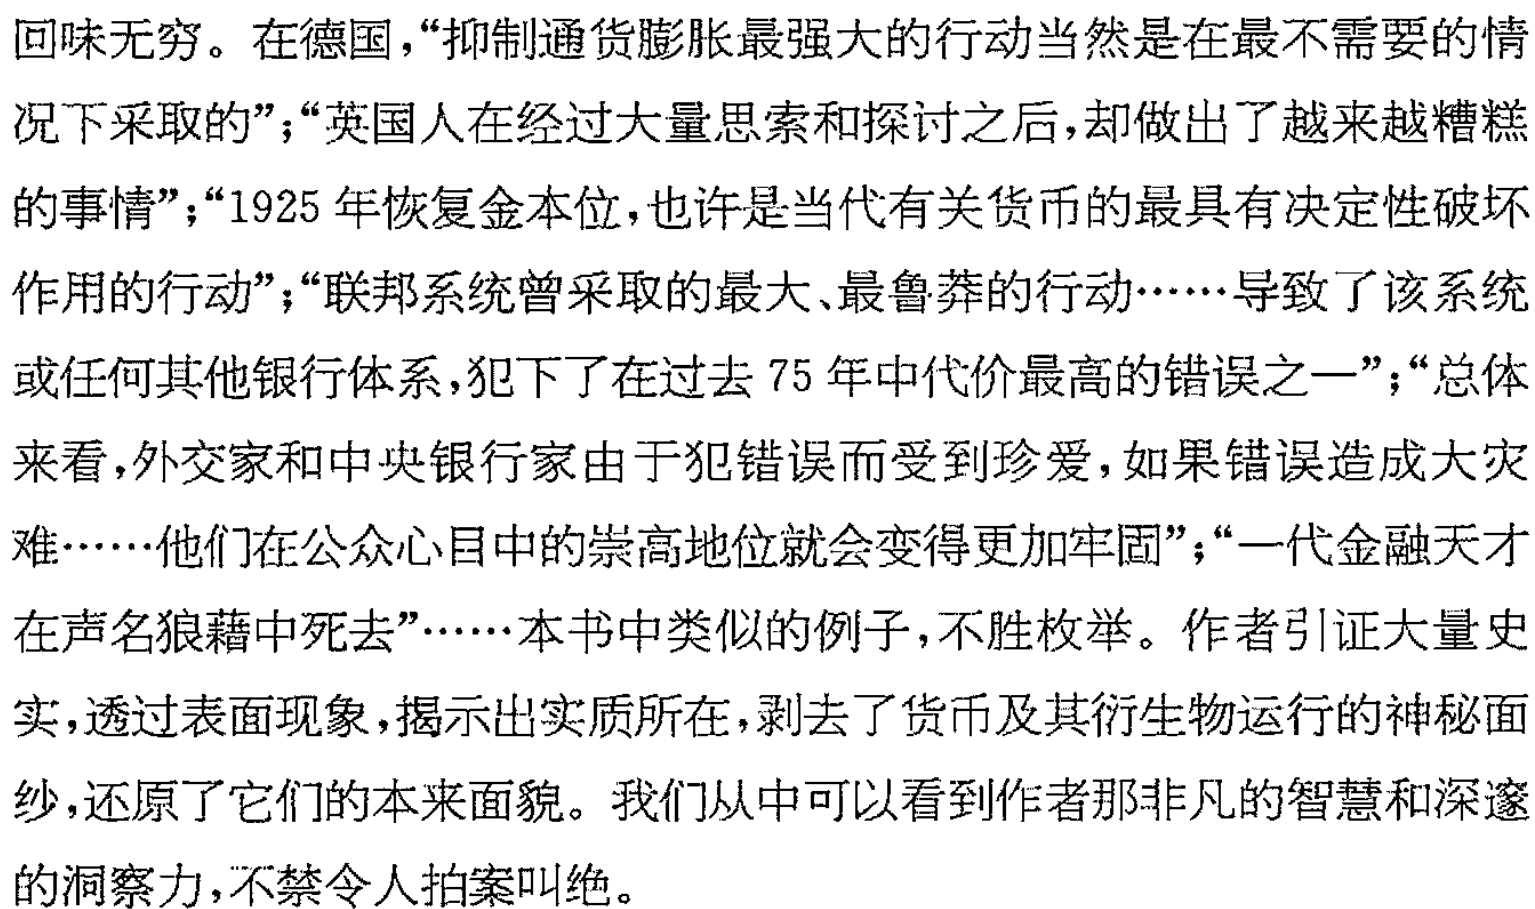 回味无穷。在德国，“抑制通货膨胀最强大的行动当然是在最不需要的情
况下采取的”；“英国人在经过大量思索和探讨之后，却做出了越来越糟糕
的事情”；“1925 年恢复金本位，也许是当代有关货币的最具有决定性破坏
作用的行动”；“联邦系统曾采取的最大、最鲁莽的行动……导致了该系统
或任何其他银行体系，犯下了在过去 75 年中代价最高的错误之一”；“总体
来看，外交家和中央银行家由于犯错误而受到珍爱，如果错误造成大灾
难……他们在公众心目中的崇高地位就会变得更加牢固”；“一代金融天才
在声名狼藉中死去”……本书中类似的例子，不胜枚举。作者引证大量史
实，透过表面现象，揭示出实质所在，剥去了货币及其衍生物运行的神秘面
纱，还原了它们的本来面貌。我们从中可以看到作者那非凡的智慧和深邃
的洞察力，不禁令人拍案叫绝。